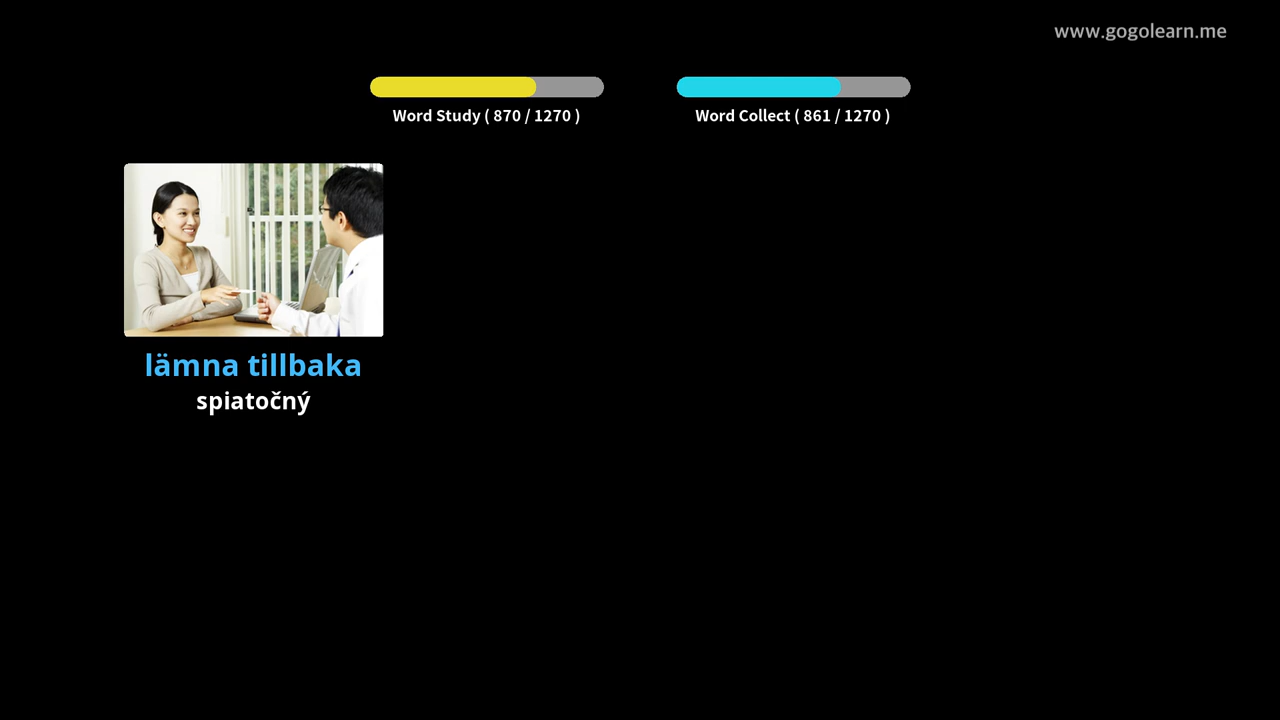 www.gogolearn.me
Word Study ( 870 / 1270 )
Word Collect ( 861 / 1270 )
lämna tillbaka
spiatočný